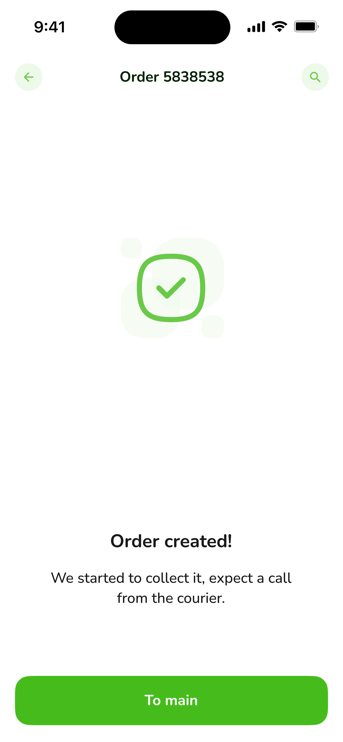 9:41
Order 5838538
Order created!
We started to collect it, expect a call
from the courier.
To main